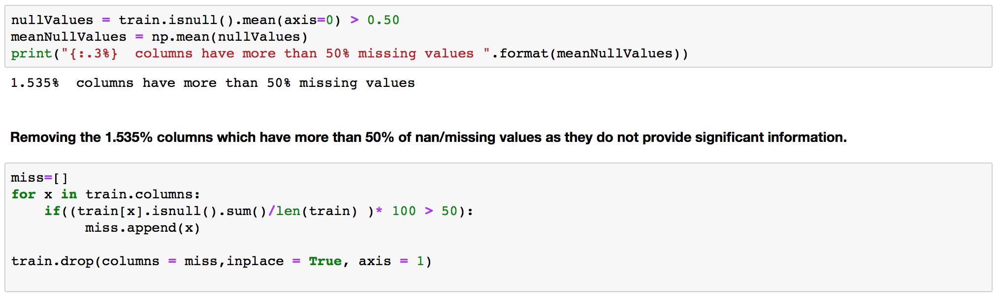 nullValues = train.isnull().mean(axis=0) > 0.50
meanNullValues = np.mean(nullValues)
print("{:.3%}  columns have more than 50% missing values ".format(meanNullValues))
1.535%  columns have more than 50% missing values
Removing the 1.535% columns which have more than 50% of nan/missing values as they do not provide significant information.
miss=[]
for x in train.columns:
    if((train[x].isnull().sum()/len(train) )* 100 > 50):
         miss.append(x)
train.drop(columns = miss,inplace = True, axis = 1)